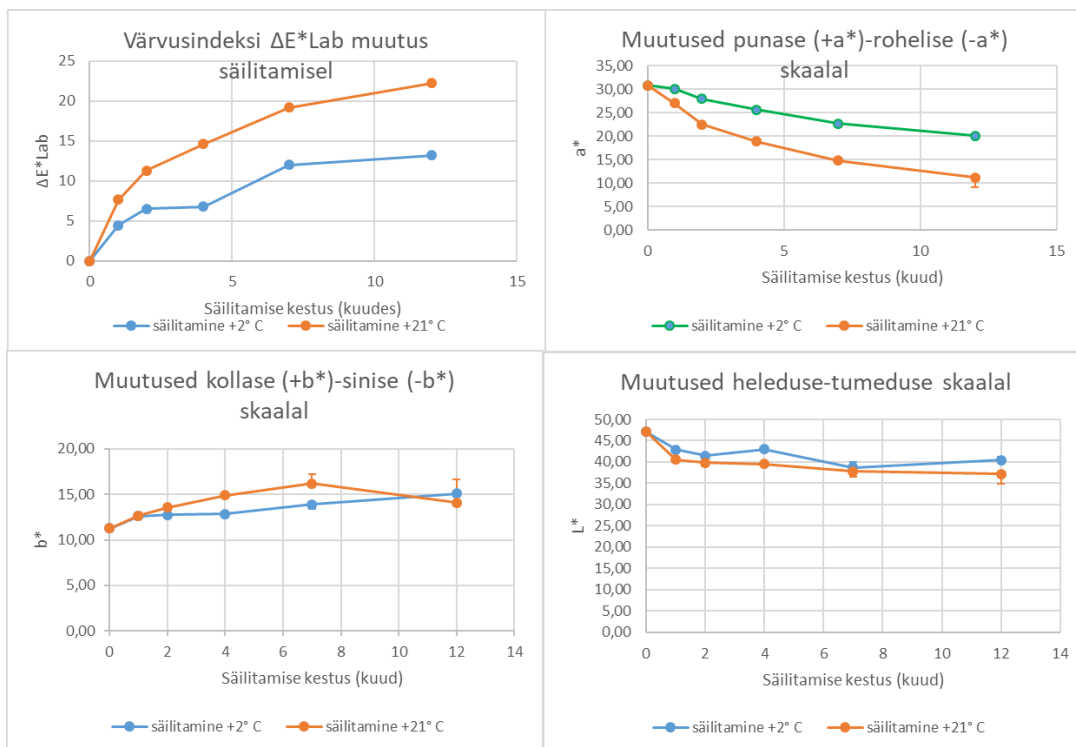 Värvusindeksi ΔE*Lab muutus
säilitamisel
25
20
15
10
5
0
ΔE*Lab
0 5 10 15
Säilitamise kestus (kuudes)
säilitamine +2° C säilitamine +21° C
Muutused punase (+a*)-rohelise (-a*)
skaalal
35,00
30,00
25,00
20,00
15,00
10,00
5,00
0,00
a*
0 5 10 15
Säilitamise kestus (kuud)
säilitamine +2° C säilitamine +21° C
Muutused kollase (+b*)-sinise (-b*)
skaalal
20,00
15,00
10,00
5,00
0,00
b*
0 2 4 6 8 10 12 14
Säilitamise kestus (kuud)
säilitamine +2° C säilitamine +21° C
Muutused heleduse-tumeduse skaalal
50,00
45,00
40,00
35,00
30,00
25,00
20,00
15,00
10,00
5,00
0,00
L*
0 2 4 6 8 10 12 14
Säilitamise kestus (kuud)
säilitamine +2° C säilitamine +21° C